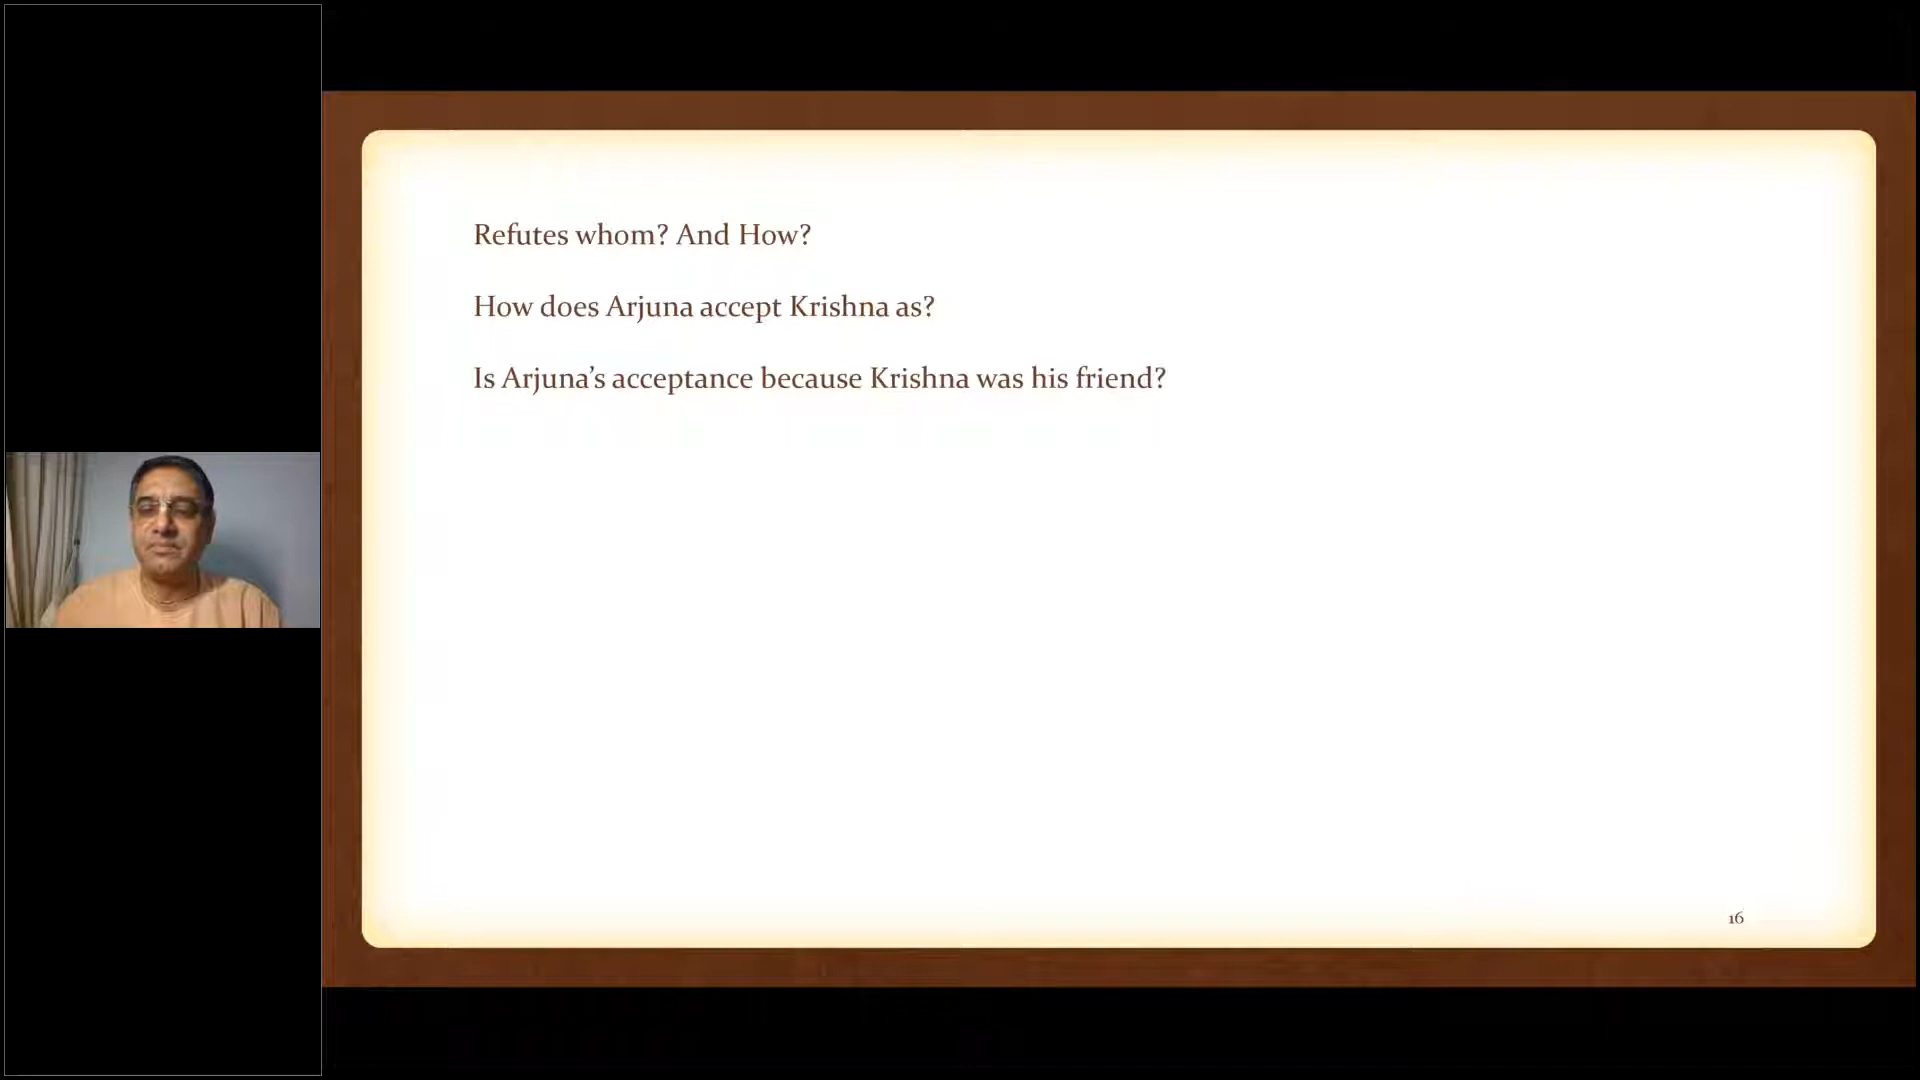 Refutes whom? And How?
How does Arjuna accept Krishna as?
Is Arjuna’s acceptance because Krishna was his friend?
16